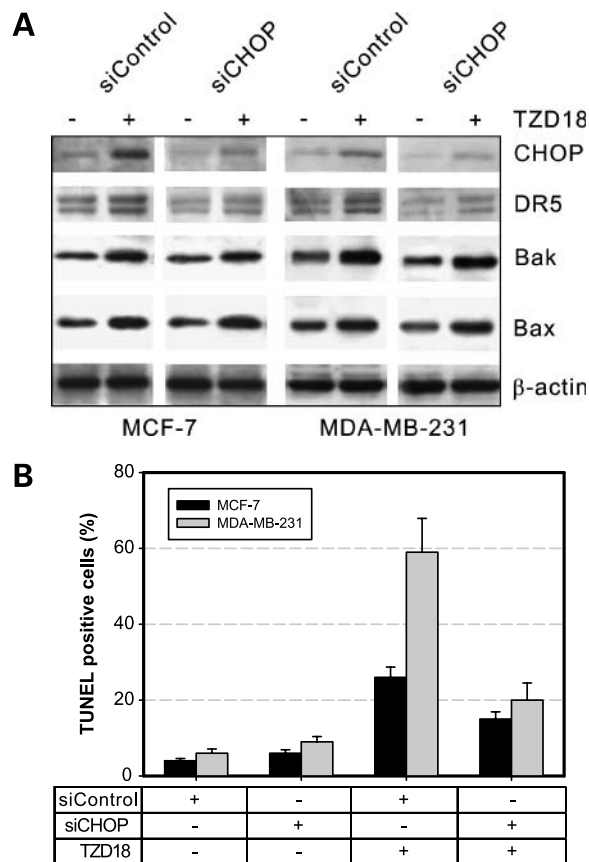 A
siControl siCHOP siControl siCHOP
- + - + - + - + TZD18
CHOP
DR5
Bak
Bax
β-actin
MCF-7 MDA-MB-231
B
80
60
40
20
0
TUNEL positive cells (%)
MCF-7
MDA-MB-231
siControl + - + -
siCHOP - + - +
TZD18 - - + +